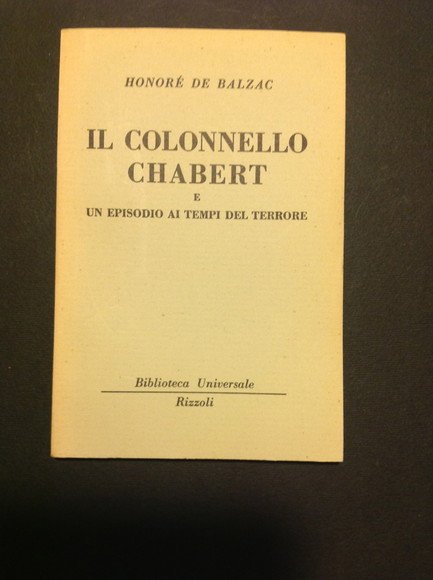 HONORÉ DE BALZAC
IL COLONNELLO
CHABERT
E
UN EPISODIO AI TEMPI DEL TERRORE
Biblioteca Universale
Rizzoli